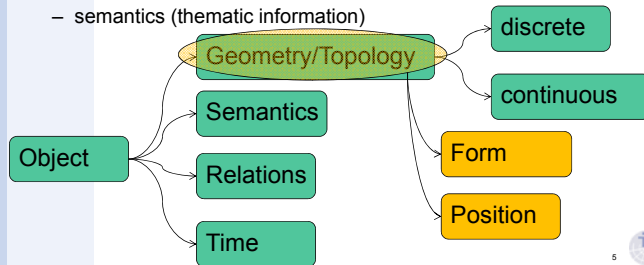 – semantics (thematic information)
discrete
Geometry/Topology
continuous
Semantics
Form
Object
Relations
Position
Time
5